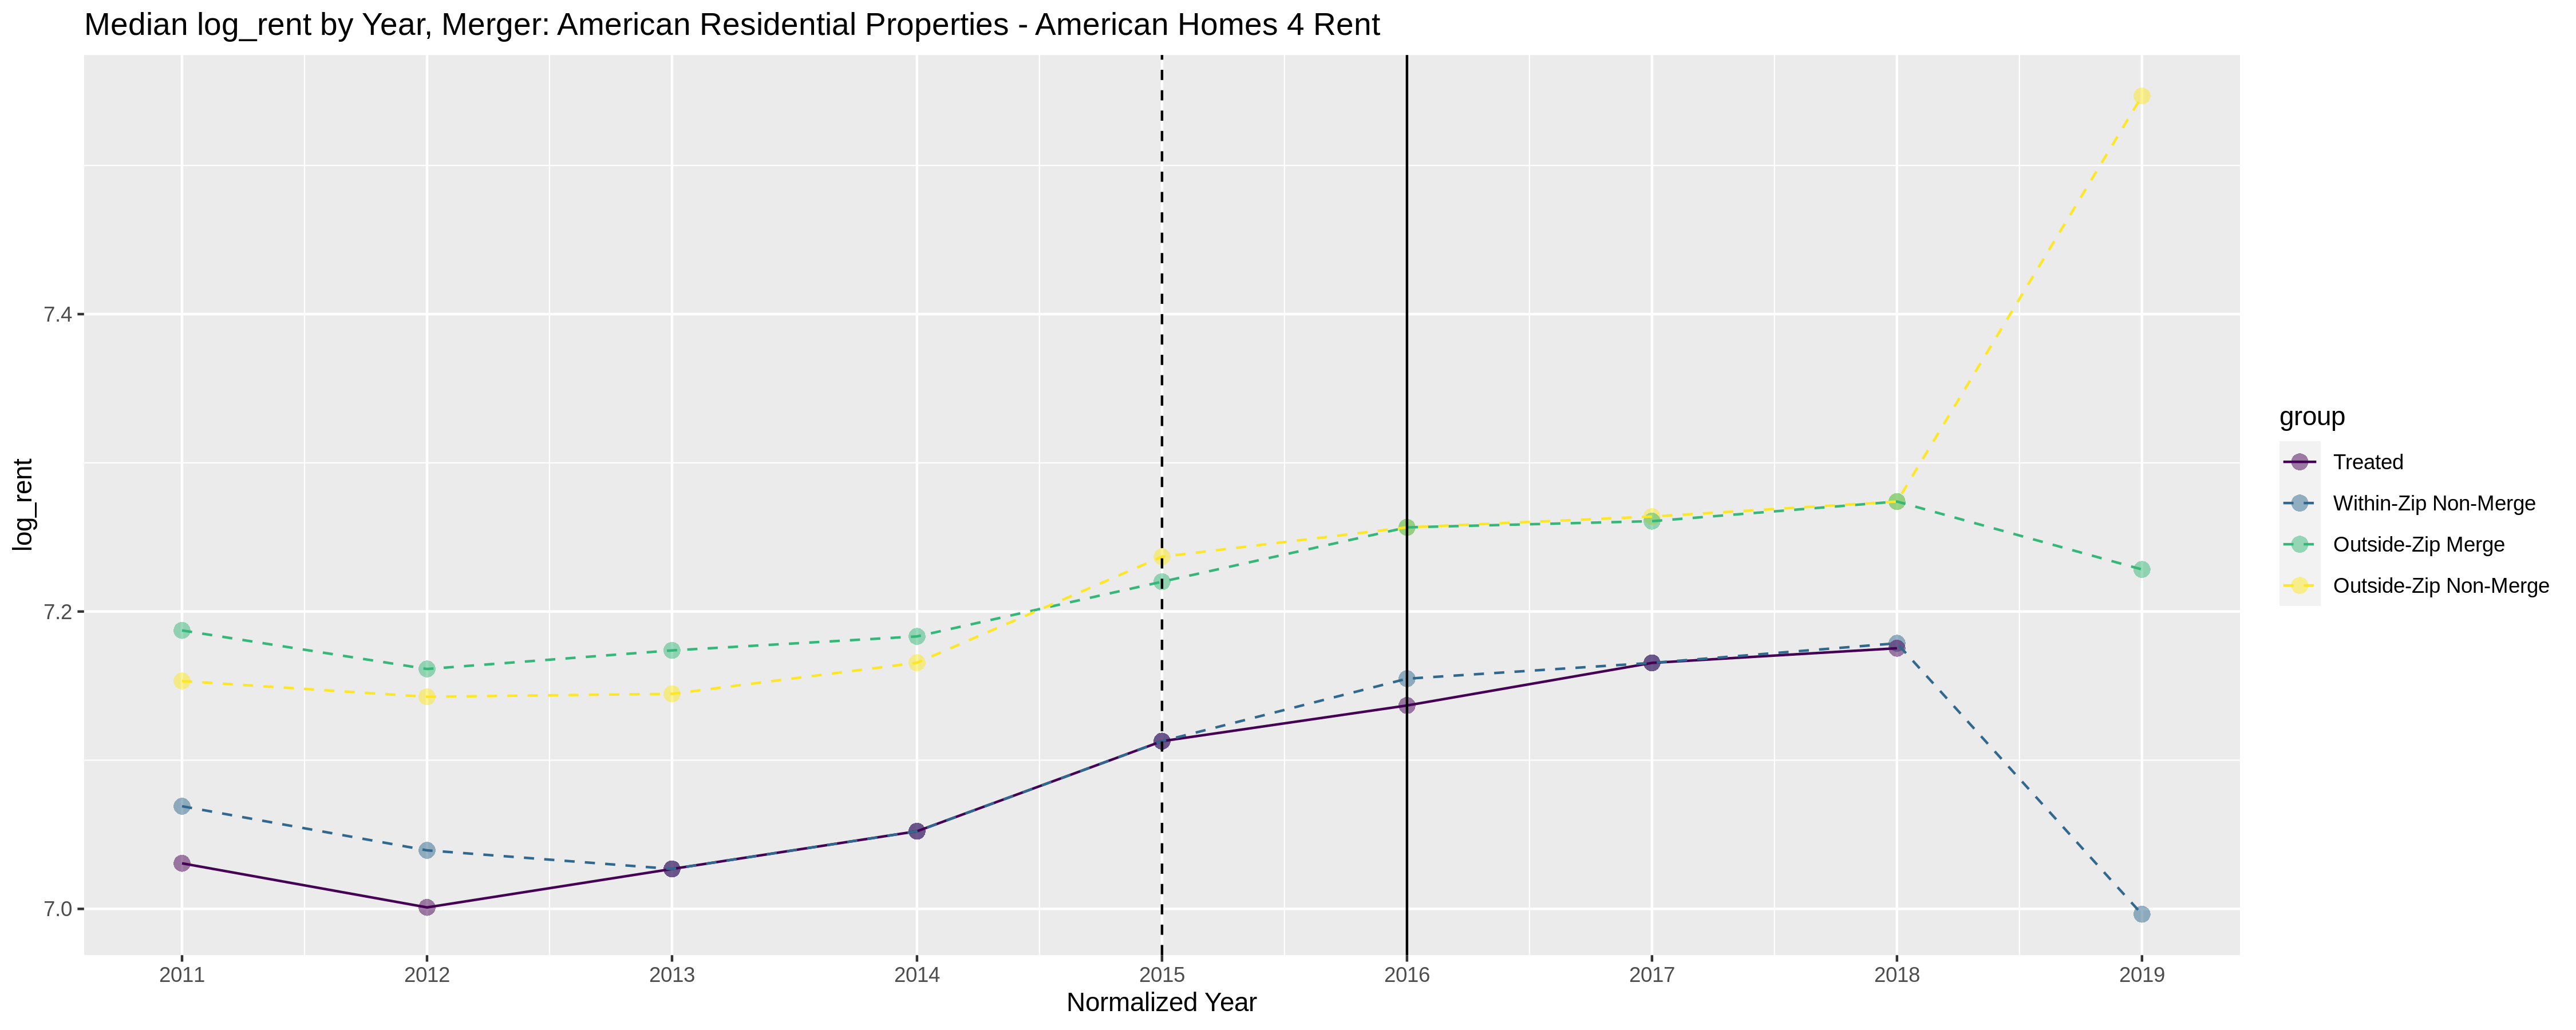 Median log_rent by Year, Merger: American Residential Properties - American Homes 4 Rent
log_rent
7.4
7.2
7.0
2011 2012 2013 2014 2015 2016 2017 2018 2019
Normalized Year
group
Treated
Within-Zip Non-Merge
Outside-Zip Merge
Outside-Zip Non-Merge